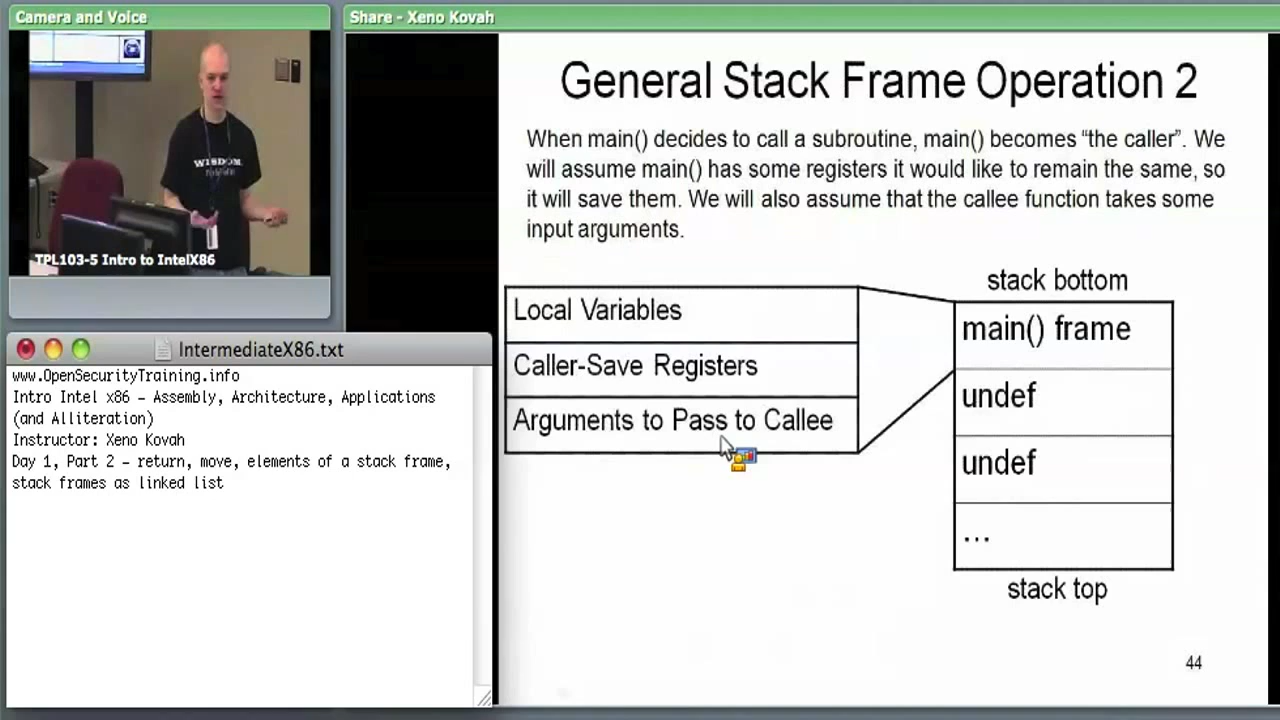 Camera and Voice
Share - Xeno Kovah
WISDOM
TPL103-5 Intro to IntelX86
General Stack Frame Operation 2
When main() decides to call a subroutine, main() becomes “the caller”. We
will assume main() has some registers it would like to remain the same, so
it will save them. We will also assume that the callee function takes some
input arguments.
stack bottom
Local Variables
Caller-Save Registers
Arguments to Pass to Callee
main() frame
undef
undef
...
stack top
44
IntermediateX86.txt
www.OpenSecurityTraining.info
Intro Intel x86 – Assembly, Architecture, Applications
(and Alliteration)
Instructor: Xeno Kovah
Day 1, Part 2 – return, move, elements of a stack frame,
stack frames as linked list